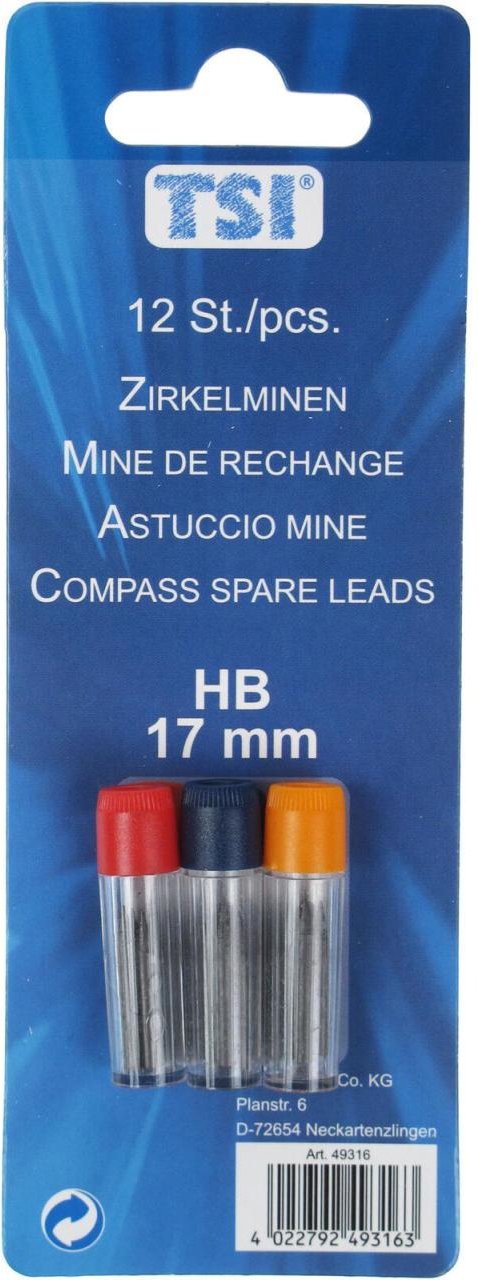 TSI®
12 St./pcs.
ZIRKELMINEN
MINE DE RECHANGE
ASTUCCIO MINE
COMPASS SPARE LEADS
HB
17 mm
Co. KG
Planstr. 6
D-72654 Neckartenzlingen
Art. 49316
4 022792 493163